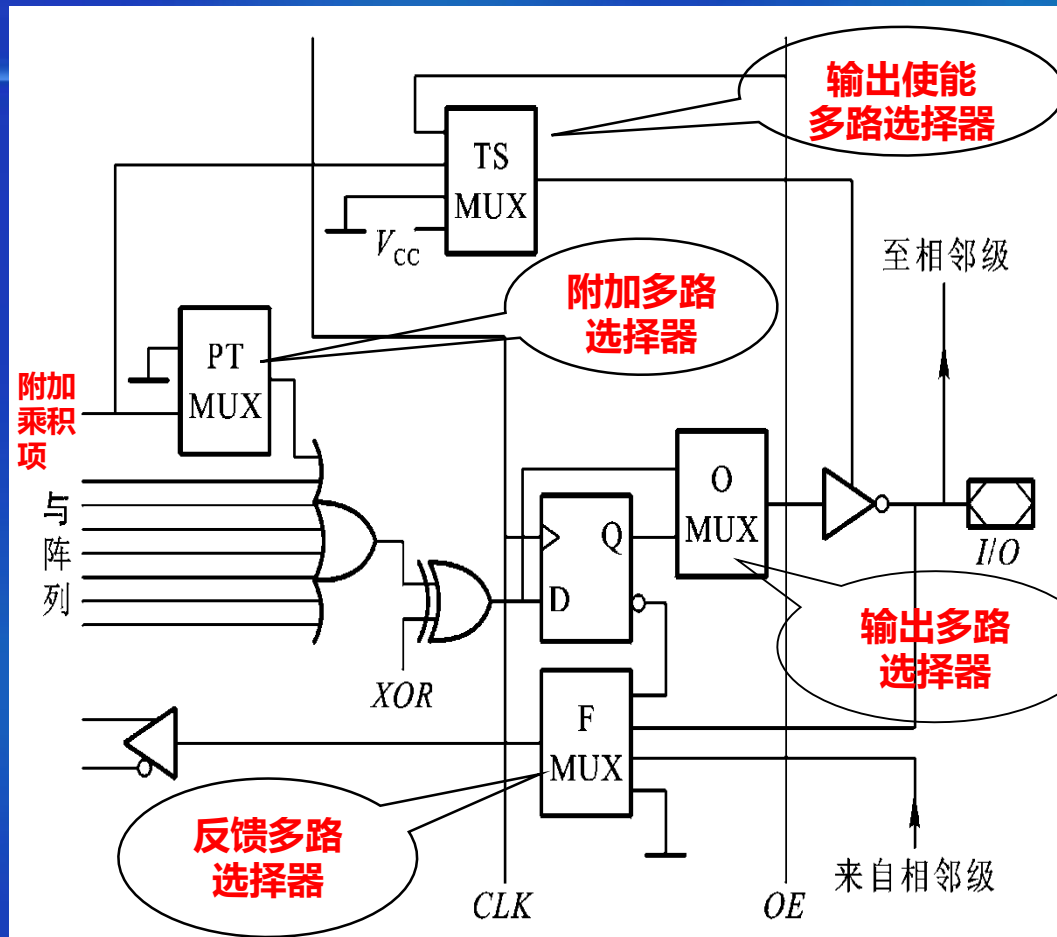 输出使能
多路选择器
TS
MUX
VCC
至相邻级
附加多路
选择器
PT
MUX
附加
乘积
项
与
阵
列
O
MUX
Q
D
I/O
输出多路
选择器
XOR
F
MUX
反馈多路
选择器
来自相邻级
CLK
OE